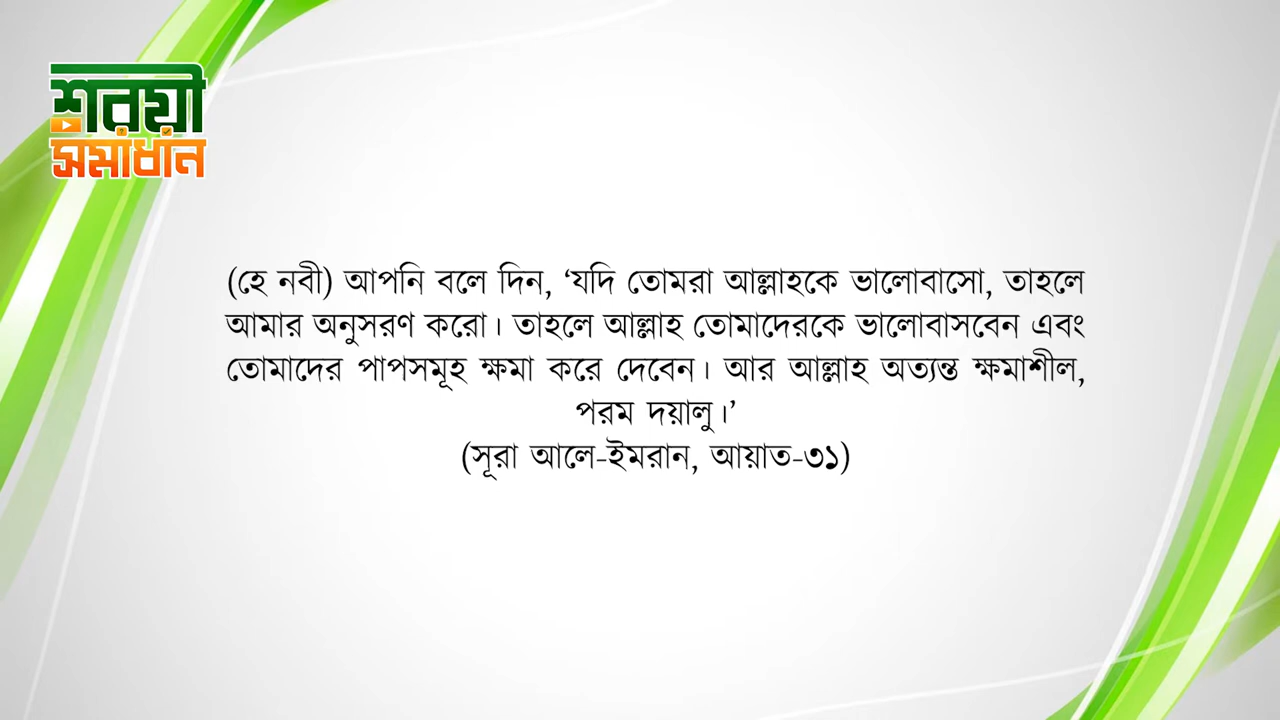 শরয়ী
সমাধান
(হে নবী) আপনি বলে দিন, ‘যদি তোমরা আল্লাহকে ভালোবাসো, তাহলে
আমার অনুসরণ করো। তাহলে আল্লাহ তোমাদেরকে ভালোবাসবেন এবং
তোমাদের পাপসমূহ ক্ষমা করে দেবেন। আর আল্লাহ অত্যন্ত ক্ষমাশীল,
পরম দয়ালু।’
(সূরা আলে-ইমরান, আয়াত-৩১)